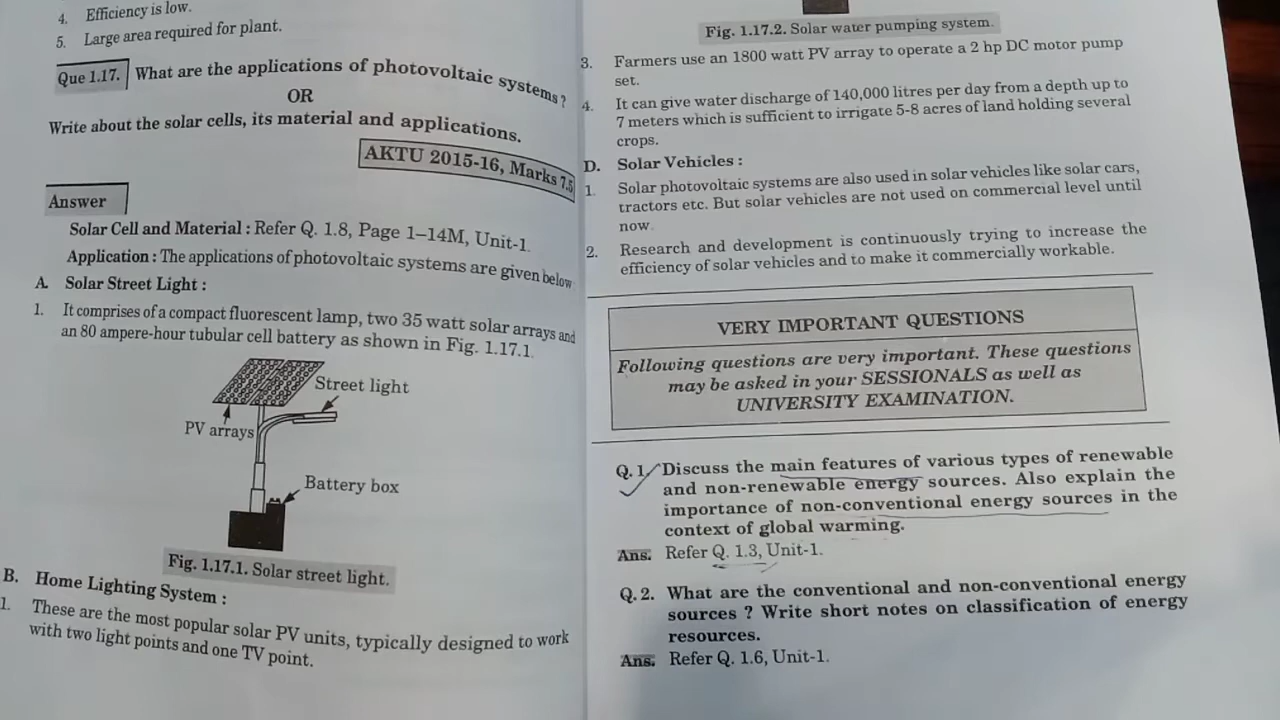 4. Efficiency is low.
5. Large area required for plant.
Que 1.17. What are the applications of photovoltaic systems ?
OR
Write about the solar cells, its material and applications.
AKTU 2015-16, Marks 7.5
Answer
Solar Cell and Material : Refer Q. 1.8, Page 1–14M, Unit-1.
Application : The applications of photovoltaic systems are given below
A. Solar Street Light :
1. It comprises of a compact fluorescent lamp, two 35 watt solar arrays and
an 80 ampere-hour tubular cell battery as shown in Fig. 1.17.1.
Street light
PV arrays
Battery box
Fig. 1.17.1. Solar street light.
B. Home Lighting System :
1. These are the most popular solar PV units, typically designed to work
with two light points and one TV point.
Fig. 1.17.2. Solar water pumping system.
3. Farmers use an 1800 watt PV array to operate a 2 hp DC motor pump
set.
4. It can give water discharge of 140,000 litres per day from a depth up to
7 meters which is sufficient to irrigate 5-8 acres of land holding several
crops.
D. Solar Vehicles :
1. Solar photovoltaic systems are also used in solar vehicles like solar cars,
tractors etc. But solar vehicles are not used on commercial level until
now.
2. Research and development is continuously trying to increase the
efficiency of solar vehicles and to make it commercially workable.
VERY IMPORTANT QUESTIONS
Following questions are very important. These questions
may be asked in your SESSIONALS as well as
UNIVERSITY EXAMINATION.
Q. 1. Discuss the main features of various types of renewable
and non-renewable energy sources. Also explain the
importance of non-conventional energy sources in the
context of global warming.
Ans. Refer Q. 1.3, Unit-1.
Q. 2. What are the conventional and non-conventional energy
sources ? Write short notes on classification of energy
resources.
Ans. Refer Q. 1.6, Unit-1.